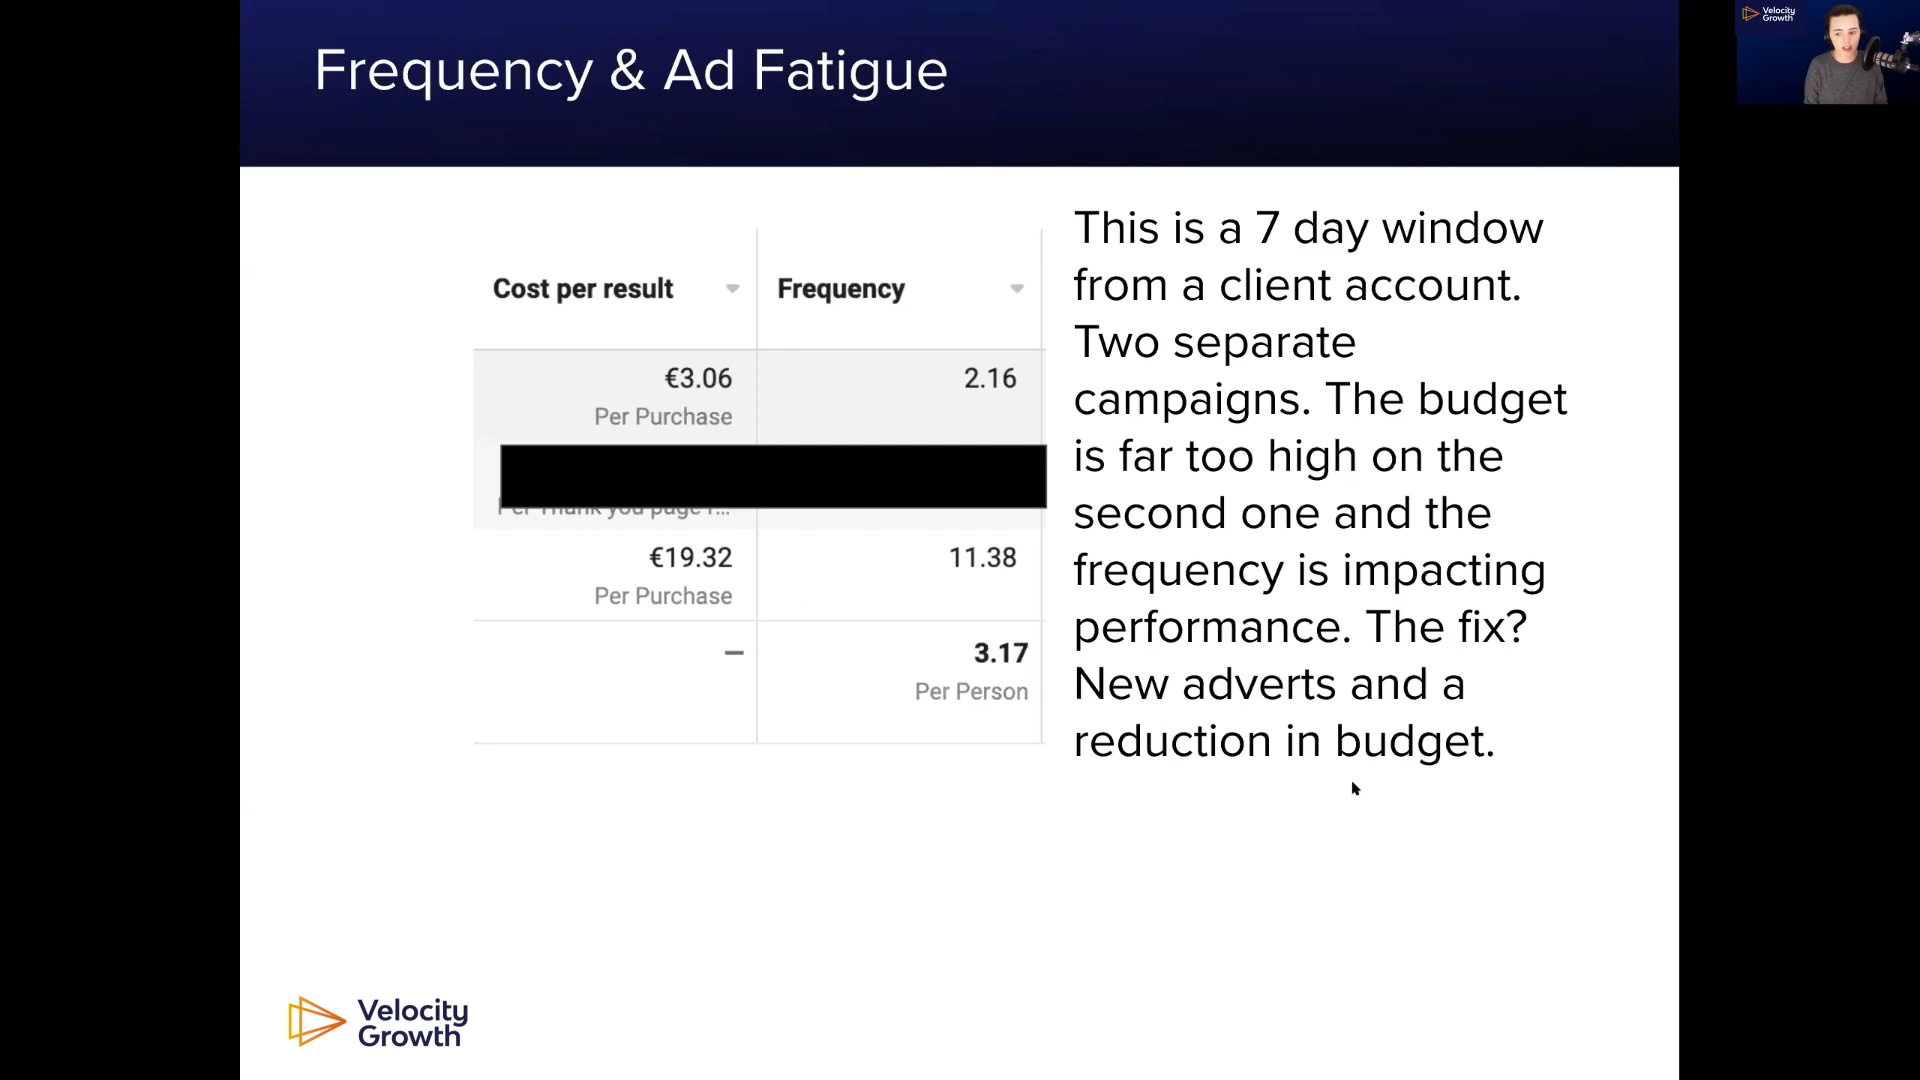 Frequency & Ad Fatigue
Velocity
Growth
Cost per result
Frequency
€3.06
2.16
Per Purchase
€19.32
11.38
Per Purchase
—
3.17
Per Person
This is a 7 day window
from a client account.
Two separate
campaigns. The budget
is far too high on the
second one and the
frequency is impacting
performance. The fix?
New adverts and a
reduction in budget.
Velocity
Growth